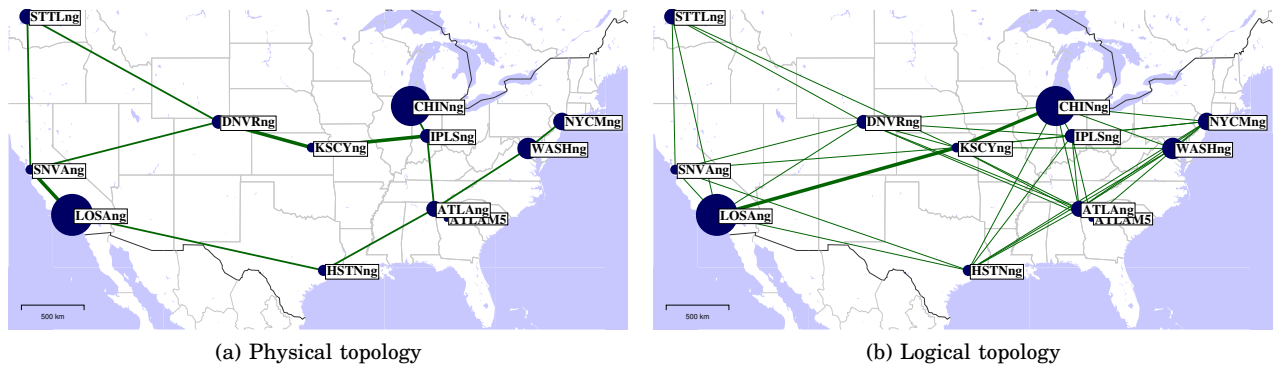 STTLng
CHINng
DNVRng
NYCMng
IPLSng
KSCYng
WASHng
SNVAng
LOSAng
ATLAng
ATLAM5
HSTNng
500 km
(a) Physical topology
STTLng
CHINng
DNVRng
NYCMng
IPLSng
KSCYng
WASHng
SNVAng
LOSAng
ATLAng
ATLAM5
HSTNng
500 km
(b) Logical topology